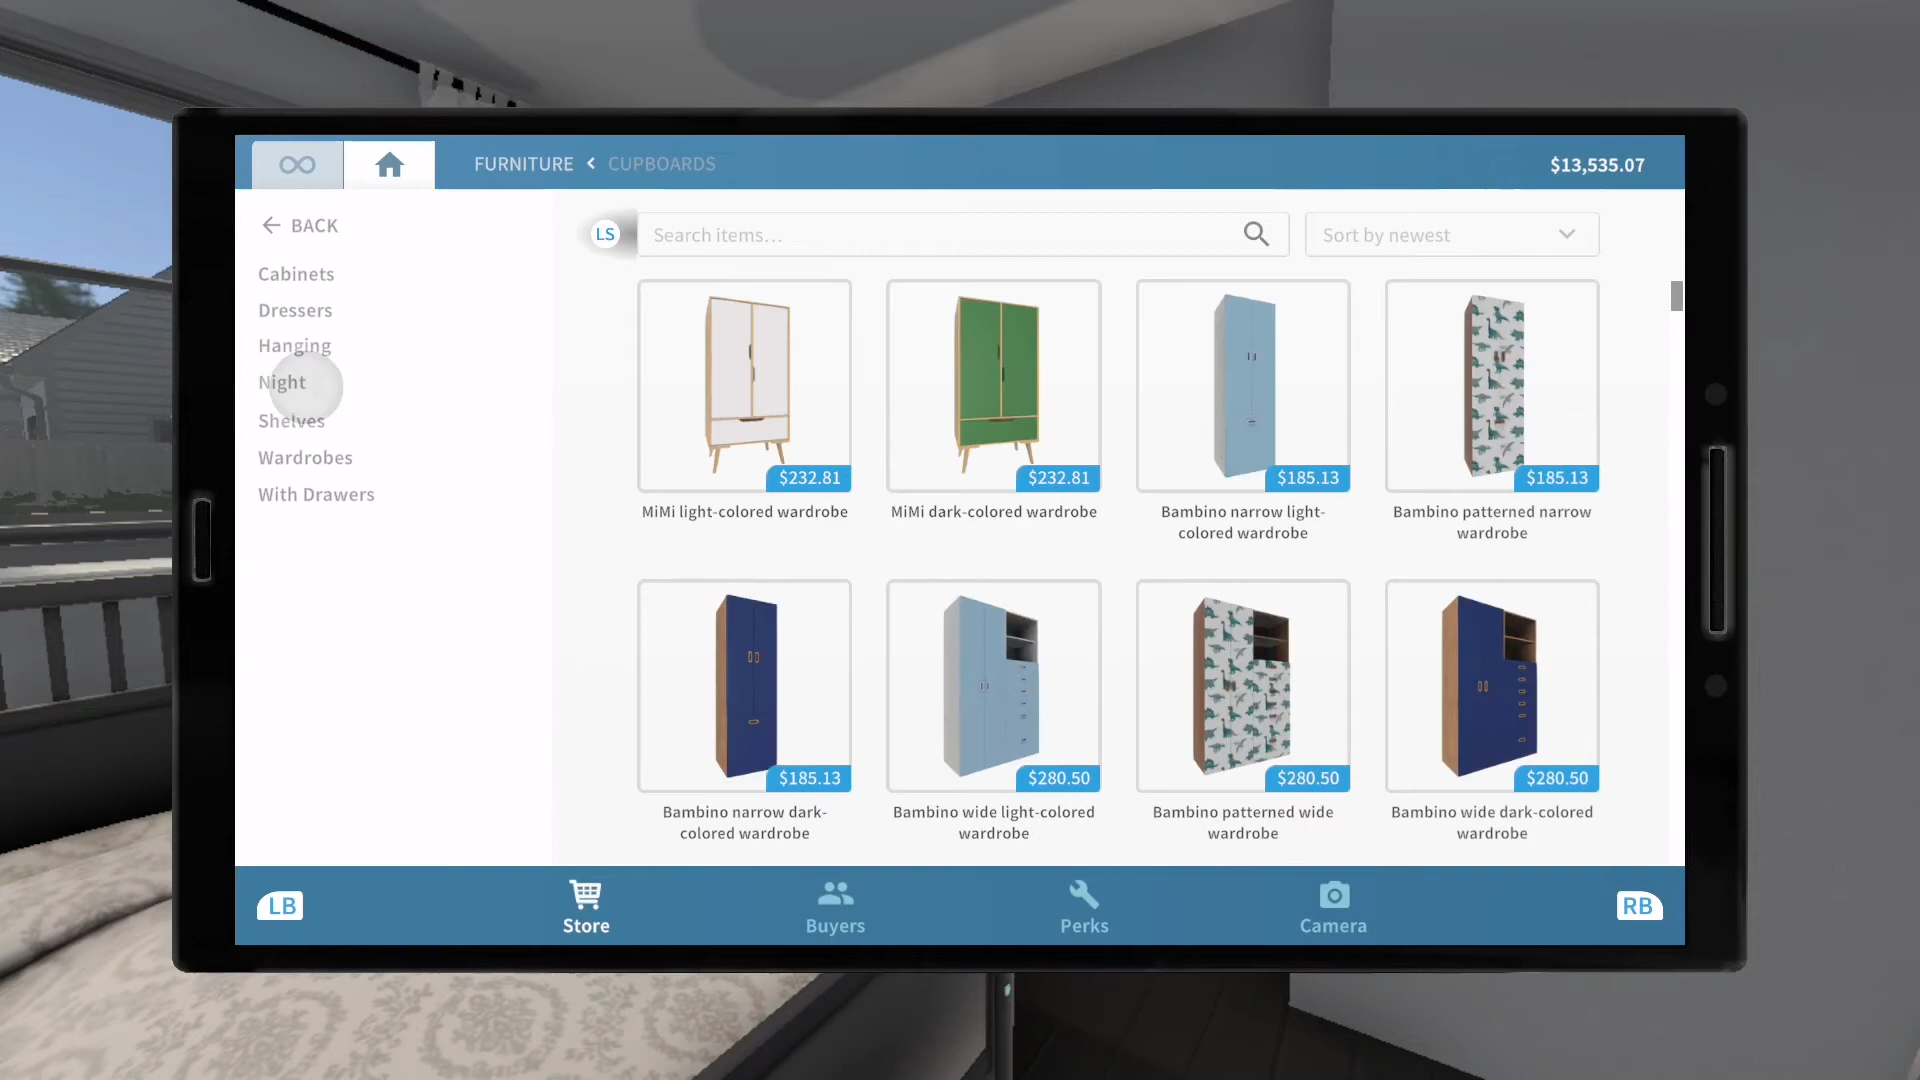 FURNITURE < CUPBOARDS
$13,535.07
BACK
Cabinets
Dressers
Hanging
Night
Shelves
Wardrobes
With Drawers
LS
Search items...
Sort by newest
$232.81
$232.81
$185.13
$185.13
MiMi light-colored wardrobe
MiMi dark-colored wardrobe
Bambino narrow light-
colored wardrobe
Bambino patterned narrow
wardrobe
$185.13
$280.50
$280.50
$280.50
Bambino narrow dark-
colored wardrobe
Bambino wide light-colored
wardrobe
Bambino patterned wide
wardrobe
Bambino wide dark-colored
wardrobe
LB
Store
Buyers
Perks
Camera
RB